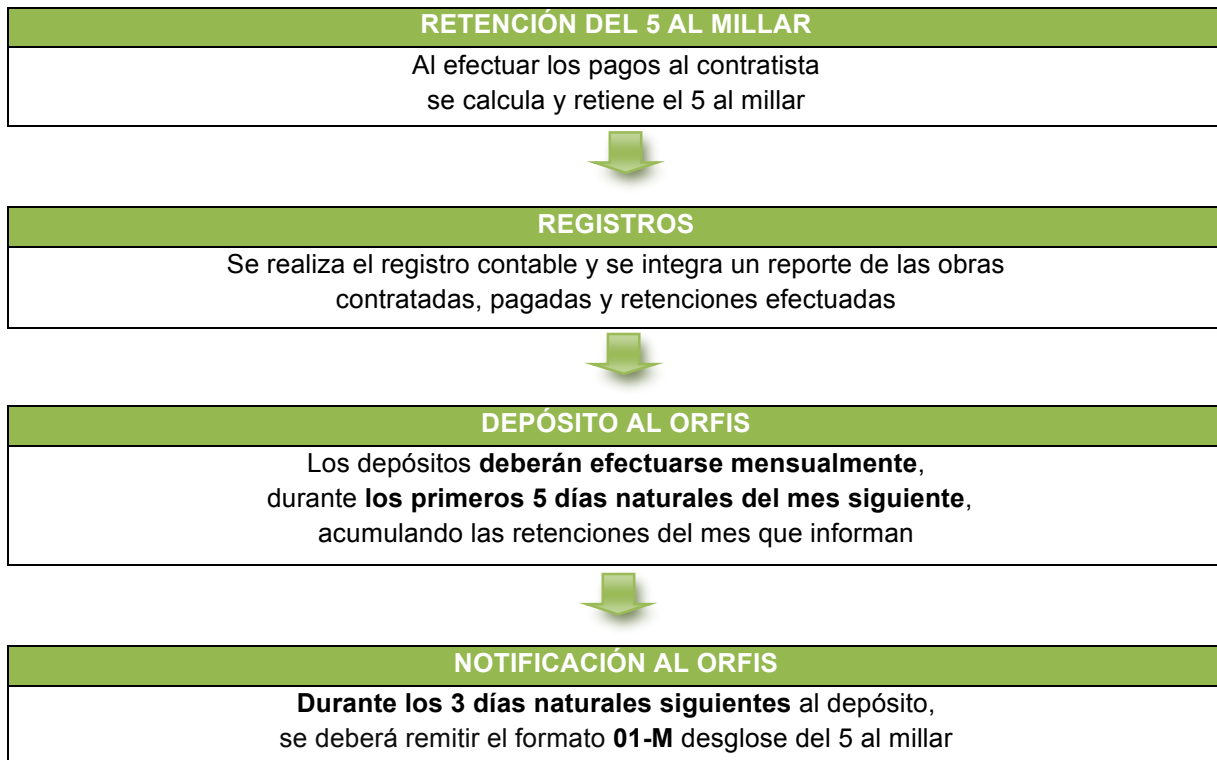 RETENCIÓN DEL 5 AL MILLAR
Al efectuar los pagos al contratista
se calcula y retiene el 5 al millar
REGISTROS
Se realiza el registro contable y se integra un reporte de las obras
contratadas, pagadas y retenciones efectuadas
DEPÓSITO AL ORFIS
Los depósitos deberán efectuarse mensualmente,
durante los primeros 5 días naturales del mes siguiente,
acumulando las retenciones del mes que informan
NOTIFICACIÓN AL ORFIS
Durante los 3 días naturales siguientes al depósito,
se deberá remitir el formato 01-M desglose del 5 al millar